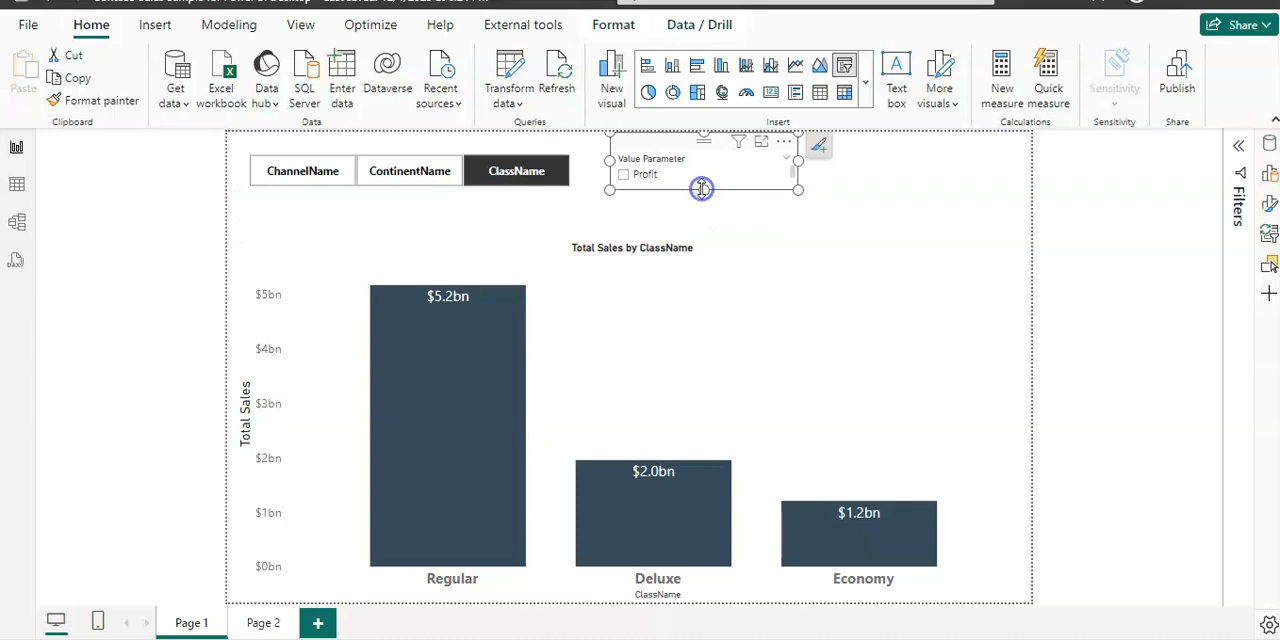 File Home Insert Modeling View Optimize Help External tools Format Data / Drill Share
Paste
Cut
Copy
Format painter
Clipboard
Get
data
Excel
workbook
Data
hub
SQL
Server
Enter
data
Dataverse
Recent
sources
Data
Transform
data
Refresh
Queries
New
visual
Text
box
More
visuals
Insert
New
measure
Quick
measure
Calculations
Sensitivity
Sensitivity
Publish
Share
ChannelName ContinentName ClassName
Value Parameter
Profit
Filters
Total Sales by ClassName
Total Sales
$5bn
$4bn
$3bn
$2bn
$1bn
$0bn
$5.2bn
$2.0bn
$1.2bn
Regular Deluxe Economy
ClassName
Page 1 Page 2